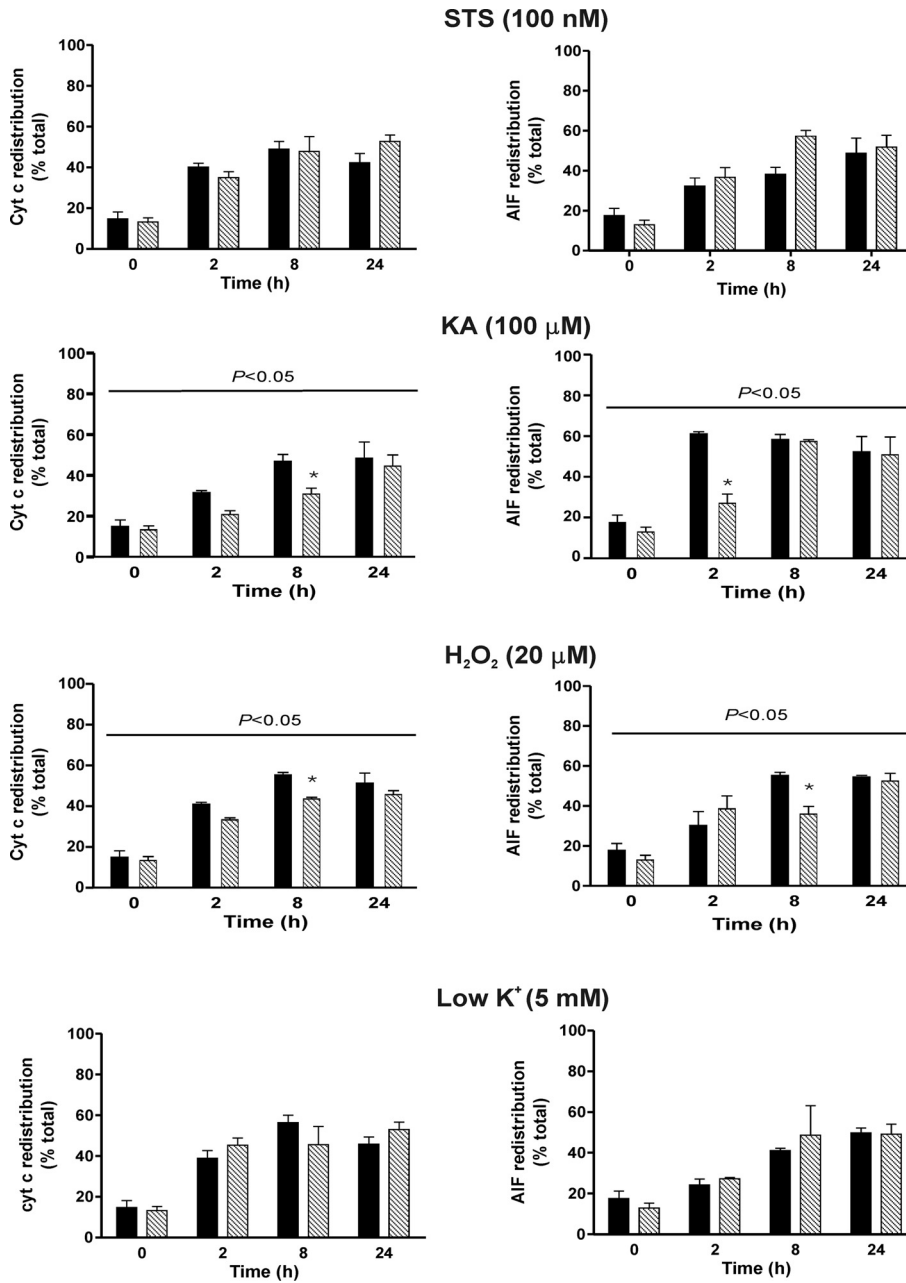 STS (100 nM)
Cyt c redistribution
(% total)
100
80
60
40
20
0
0 2 8 24
Time (h)
AIF redistribution
(% total)
100
80
60
40
20
0
0 2 8 24
Time (h)
KA (100 μM)
Cyt c redistribution
(% total)
100
80
60
40
20
0
P<0.05
*
0 2 8 24
Time (h)
AIF redistribution
(% total)
100
80
60
40
20
0
P<0.05
*
0 2 8 24
Time (h)
H₂O₂ (20 μM)
Cyt c redistribution
(% total)
100
80
60
40
20
0
P<0.05
*
0 2 8 24
Time (h)
AIF redistribution
(% total)
100
80
60
40
20
0
P<0.05
*
0 2 8 24
Time (h)
Low K⁺ (5 mM)
cyt c redistribution
(% total)
100
80
60
40
20
0
0 2 8 24
Time (h)
AIF redistribution
(% total)
100
80
60
40
20
0
0 2 8 24
Time (h)